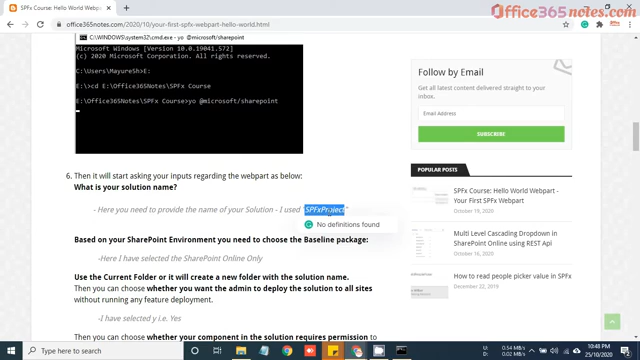 SPFx Course: Hello World Webpart
office365notes.com/2020/10/your-first-spfx-webpart-hello-world.html
Office365notes.com
C:\WINDOWS\system32\cmd.exe - yo @microsoft/sharepoint
Microsoft Windows [Version 10.0.19041.572]
(c) 2020 Microsoft Corporation. All rights reserved.
C:\Users\MayureSh>E:
E:\>cd E:\Office365Notes\SPFx Course
E:\Office365Notes\SPFx Course>yo @microsoft/sharepoint
6. Then it will start asking your inputs regarding the webpart as below:
What is your solution name?
- Here you need to provide the name of your Solution - I used "SPFxProject"
No definitions found
Based on your SharePoint Environment you need to choose the Baseline package:
-Here I have selected the SharePoint Online Only
Use the Current Folder or it will create a new folder with the solution name.
Then you can choose whether you want the admin to deploy the solution to all sites
without running any feature deployment.
-I have selected y i.e. Yes
Then you can choose whether your component in the solution requires permission to
Follow by Email
Get all latest content delivered straight to your
inbox.
Email Address
SUBSCRIBE
POPULAR POSTS
SPFx Course: Hello World Webpart -
Your First SPFx Webpart
October 19, 2020
Multi Level Cascading Dropdown in
SharePoint Online using REST Api
October 16, 2020
How to read people picker value in SPFx
December 22, 2019
Type here to search
U: 0.54 MB/s
D: 0.02 MB/s
10:48 PM
25/10/2020